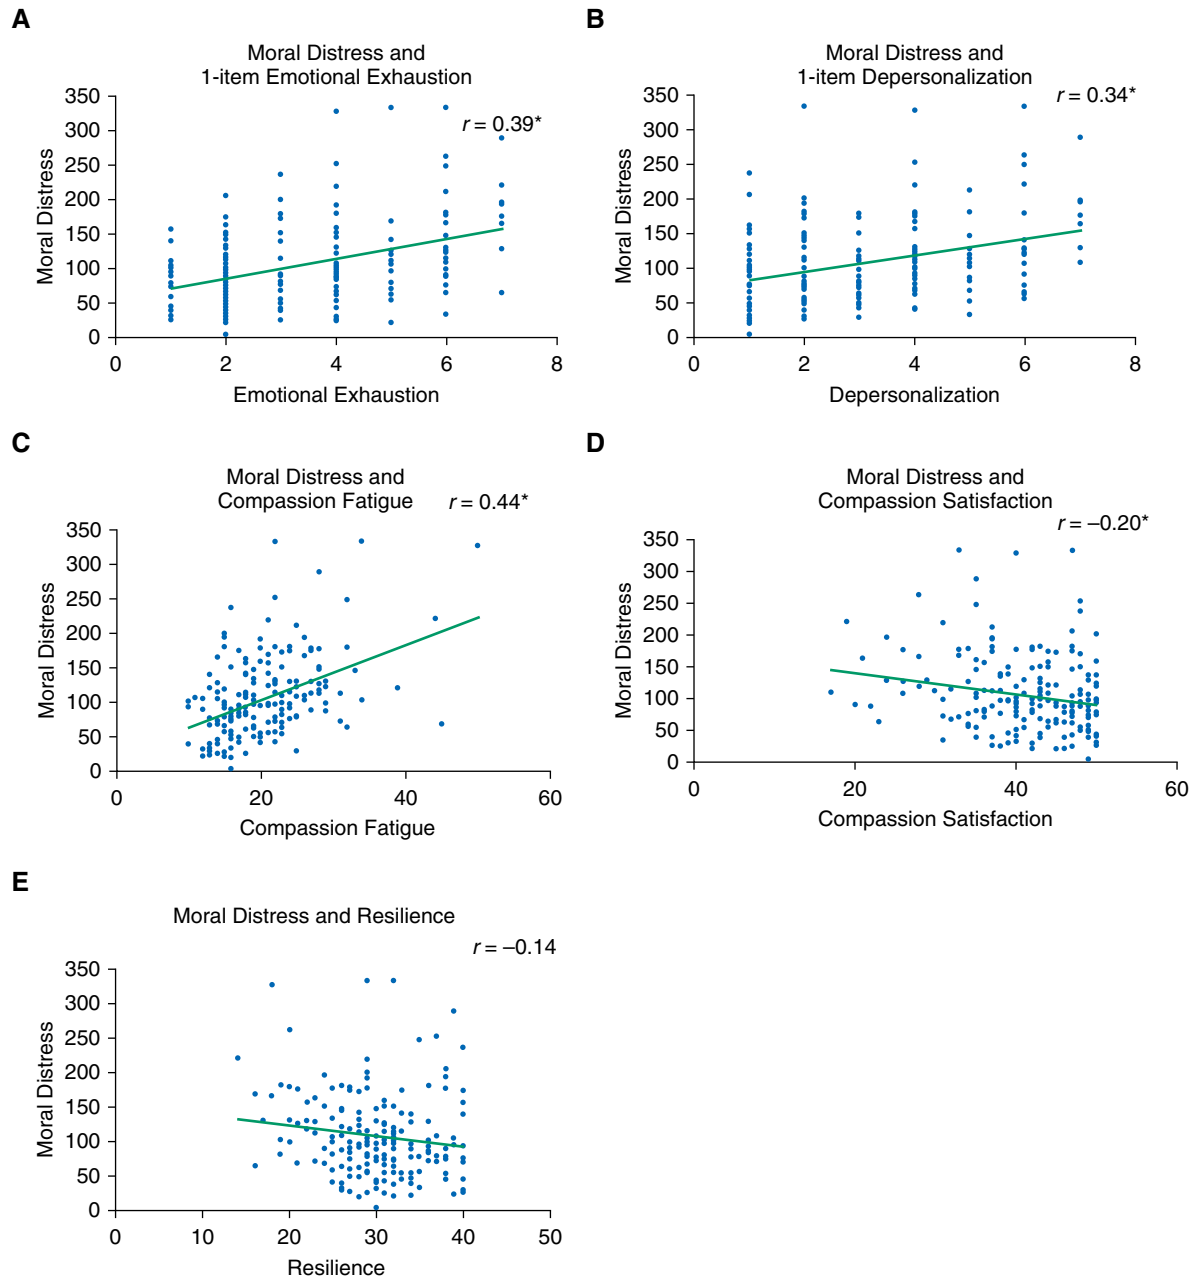 A
Moral Distress and
1-item Emotional Exhaustion
r = 0.39*
350
300
250
200
150
100
50
0
Moral Distress
0 2 4 6 8
Emotional Exhaustion
B
Moral Distress and
1-item Depersonalization
r = 0.34*
350
300
250
200
150
100
50
0
Moral Distress
0 2 4 6 8
Depersonalization
C
Moral Distress and
Compassion Fatigue
r = 0.44*
350
300
250
200
150
100
50
0
Moral Distress
0 20 40 60
Compassion Fatigue
D
Moral Distress and
Compassion Satisfaction
r = –0.20*
350
300
250
200
150
100
50
0
Moral Distress
0 20 40 60
Compassion Satisfaction
E
Moral Distress and Resilience
r = –0.14
350
300
250
200
150
100
50
0
Moral Distress
0 10 20 30 40 50
Resilience